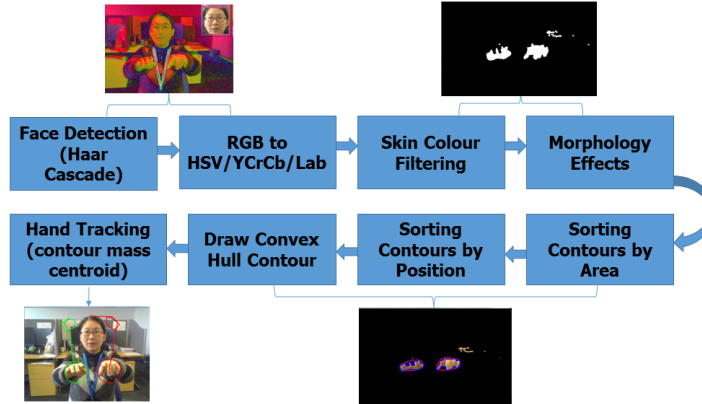 Face Detection
(Haar
Cascade)
RGB to
HSV/YCrCb/Lab
Skin Colour
Filtering
Morphology
Effects
Hand Tracking
(contour mass
centroid)
Draw Convex
Hull Contour
Sorting
Contours by
Position
Sorting
Contours by
Area